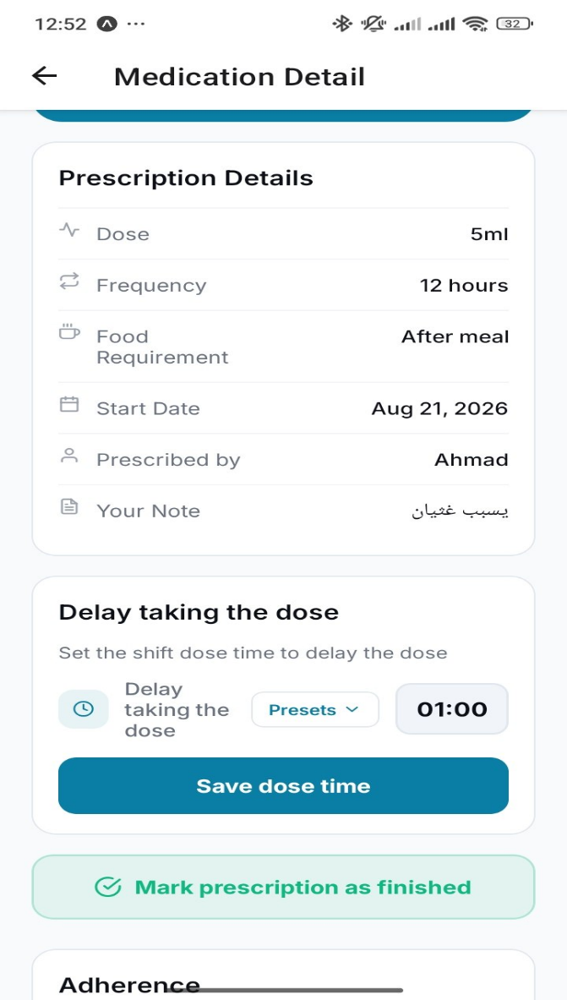 12:52
32
Medication Detail
Prescription Details
Dose 5ml
Frequency 12 hours
Food Requirement After meal
Start Date Aug 21, 2026
Prescribed by Ahmad
Your Note يسبب غثيان
Delay taking the dose
Set the shift dose time to delay the dose
Delay
taking the
dose
Presets
01:00
Save dose time
Mark prescription as finished
Adherence